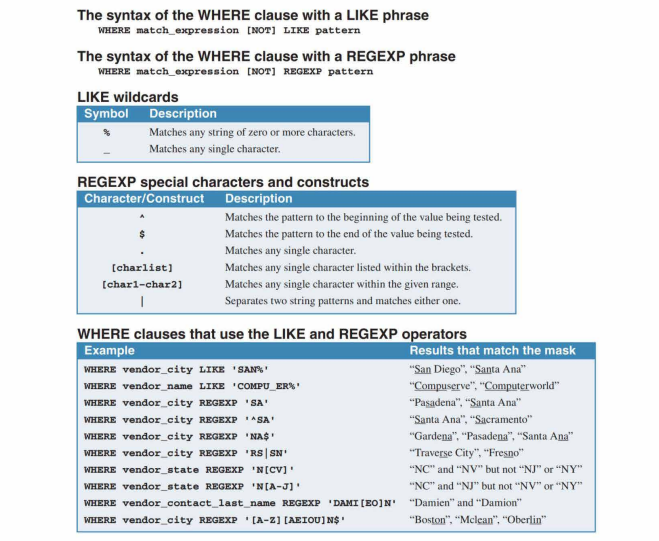 The syntax of the WHERE clause with a LIKE phrase
WHERE match_expression [NOT] LIKE pattern
The syntax of the WHERE clause with a REGEXP phrase
WHERE match_expression [NOT] REGEXP pattern
LIKE wildcards
Symbol Description
% Matches any string of zero or more characters.
_ Matches any single character.
REGEXP special characters and constructs
Character/Construct Description
^ Matches the pattern to the beginning of the value being tested.
$ Matches the pattern to the end of the value being tested.
. Matches any single character.
[charlist] Matches any single character listed within the brackets.
[char1-char2] Matches any single character within the given range.
| Separates two string patterns and matches either one.
WHERE clauses that use the LIKE and REGEXP operators
Example Results that match the mask
WHERE vendor_city LIKE 'SAN%' “San Diego”, “Santa Ana”
WHERE vendor_name LIKE 'COMPU_ER%' “Compuserve”, “Computerworld”
WHERE vendor_city REGEXP 'SA' “Pasadena”, “Santa Ana”
WHERE vendor_city REGEXP '^SA' “Santa Ana”, “Sacramento”
WHERE vendor_city REGEXP 'NA$' “Gardena”, “Pasadena”, “Santa Ana”
WHERE vendor_city REGEXP 'RS|SN' “Traverse City”, “Fresno”
WHERE vendor_state REGEXP 'N[CV]' “NC” and “NV” but not “NJ” or “NY”
WHERE vendor_state REGEXP 'N[A-J]' “NC” and “NJ” but not “NV” or “NY”
WHERE vendor_contact_last_name REGEXP 'DAMI[EO]N' “Damien” and “Damion”
WHERE vendor_city REGEXP '[A-Z][AEIOU]N$' “Boston”, “Mclean”, “Oberlin”